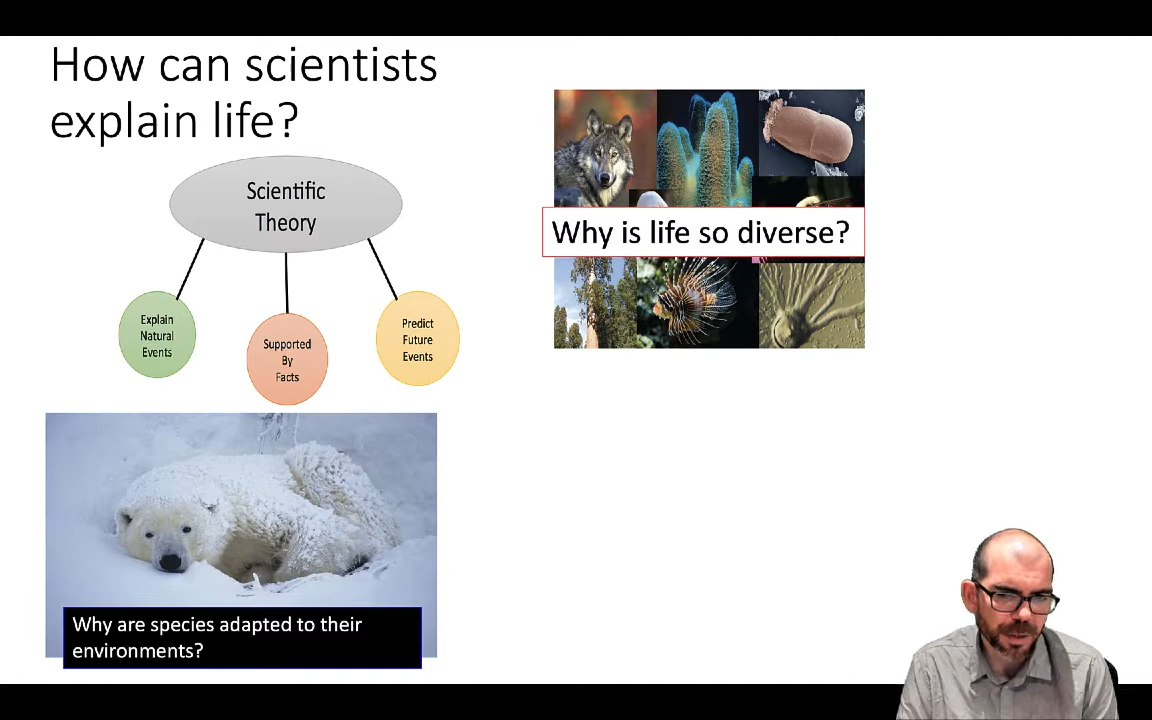 How can scientists
explain life?
Scientific
Theory
Explain
Natural
Events
Supported
By
Facts
Predict
Future
Events
Why is life so diverse?
Why are species adapted to their
environments?